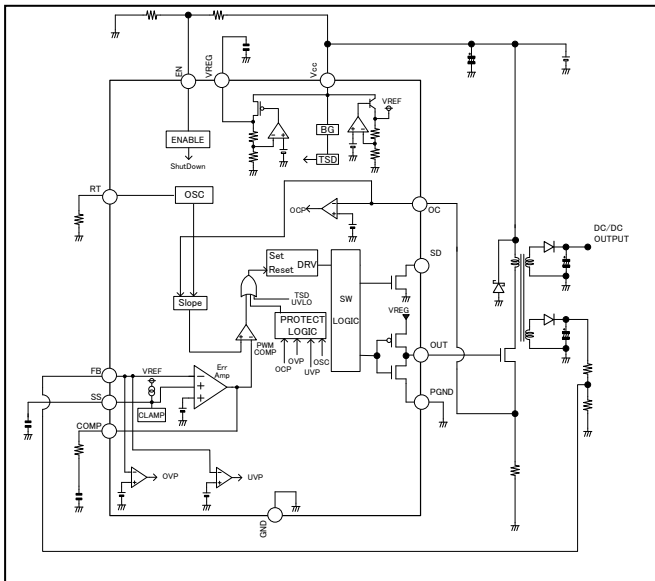 EN
VREG
Vcc
VREF
ENABLE
BG
TSD
ShutDown
RT
OSC
OCP
OC
DC/DC
OUTPUT
SD
Set
Reset
DRV
SW
LOGIC
Slope
TSD
UVLO
VREG
PROTECT
LOGIC
PWM
COMP
OCP
OVP
UVP
OSC
OUT
FB
VREF
Err
Amp
SS
CLAMP
PGND
COMP
OVP
UVP
GND